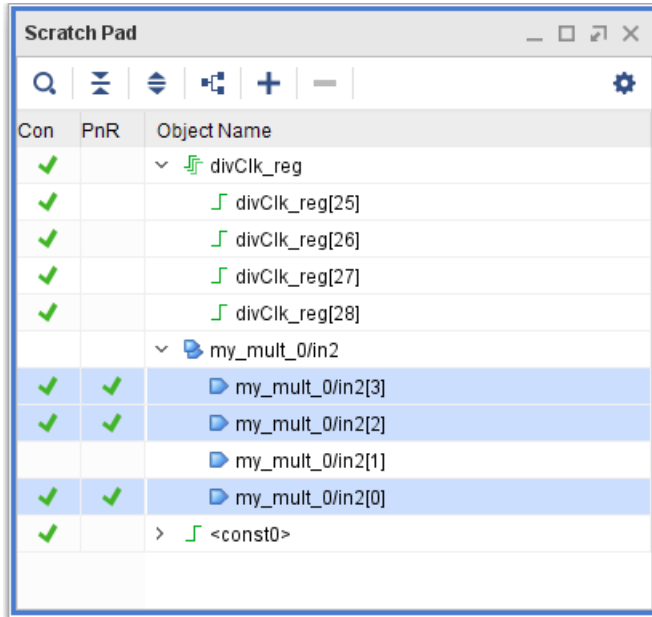 Scratch Pad
Con PnR Object Name
divClk_reg
divClk_reg[25]
divClk_reg[26]
divClk_reg[27]
divClk_reg[28]
my_mult_0/in2
my_mult_0/in2[3]
my_mult_0/in2[2]
my_mult_0/in2[1]
my_mult_0/in2[0]
<const0>